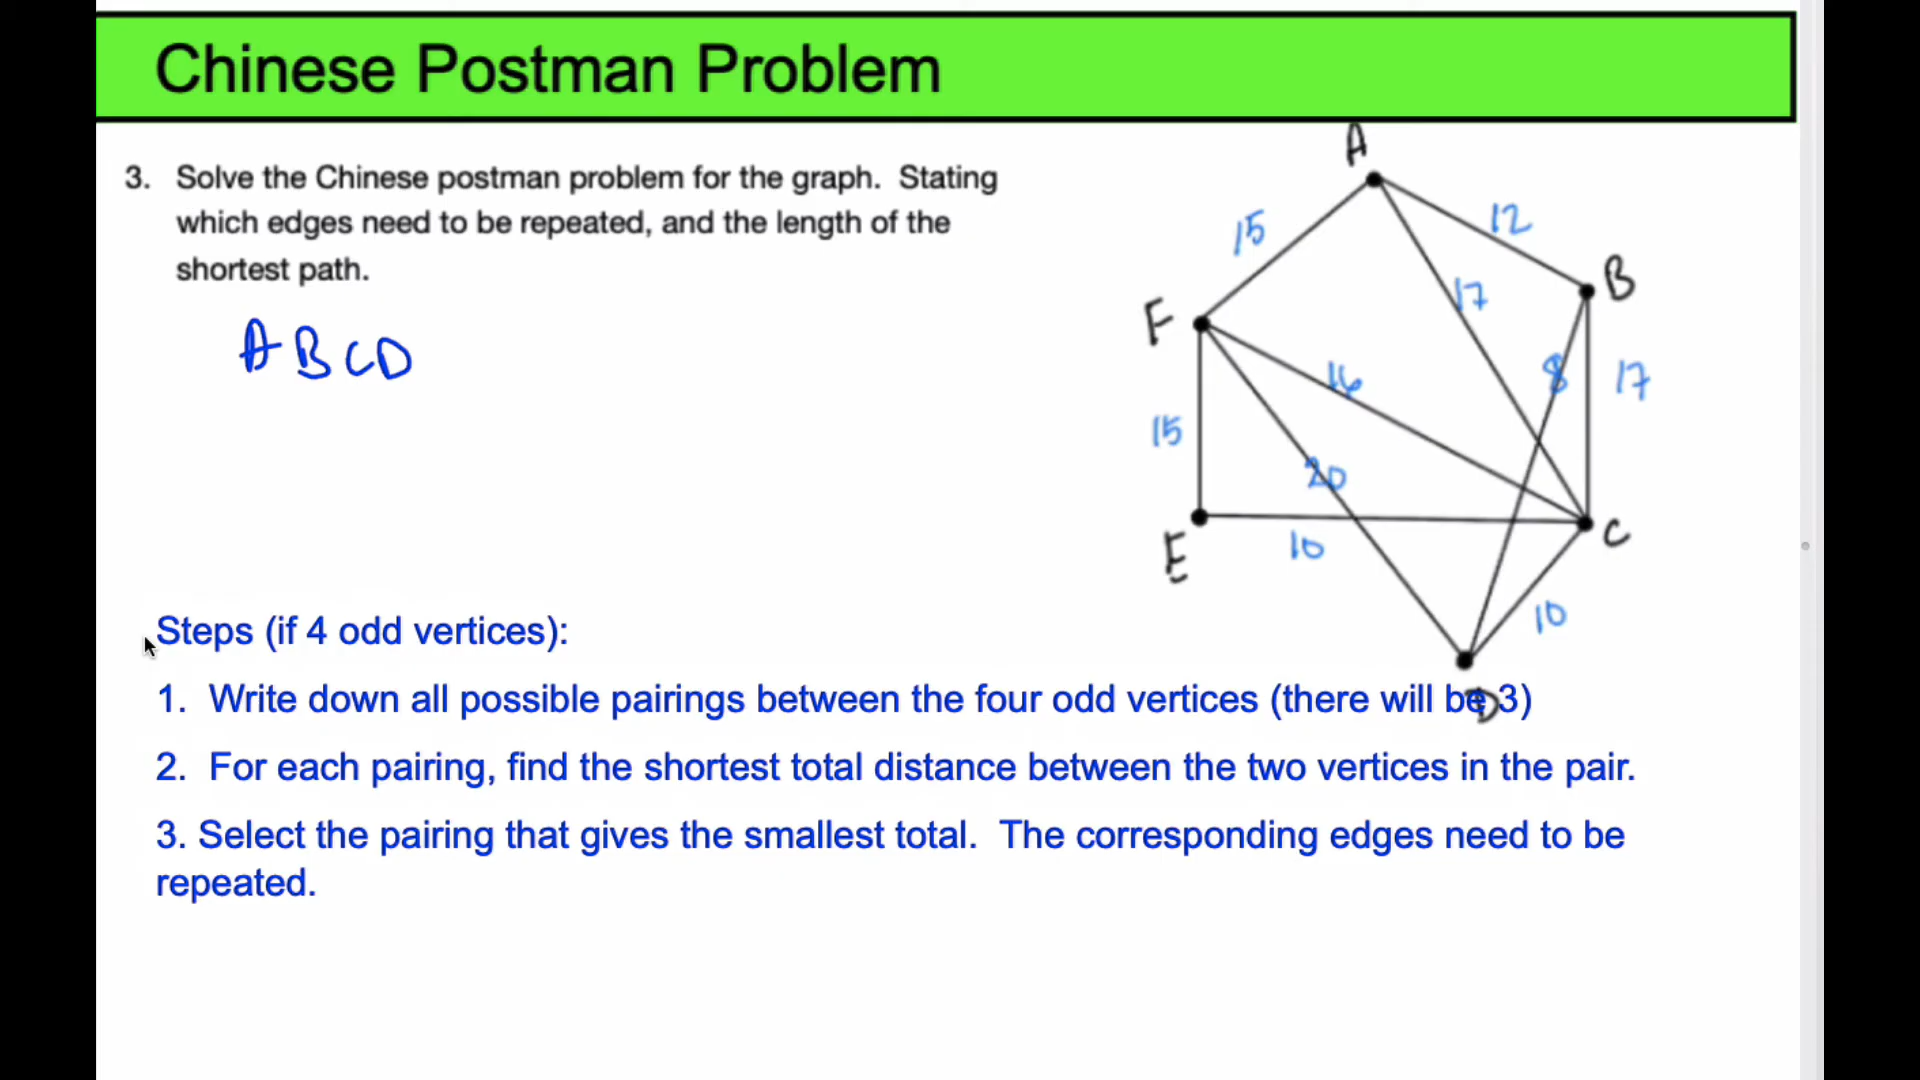 Chinese Postman Problem
3. Solve the Chinese postman problem for the graph. Stating
which edges need to be repeated, and the length of the
shortest path.
A B C D
A
12
15
B
17
F
16
8
17
15
20
E
10
C
10
D
Steps (if 4 odd vertices):
1. Write down all possible pairings between the four odd vertices (there will be 3)
2. For each pairing, find the shortest total distance between the two vertices in the pair.
3. Select the pairing that gives the smallest total. The corresponding edges need to be
repeated.